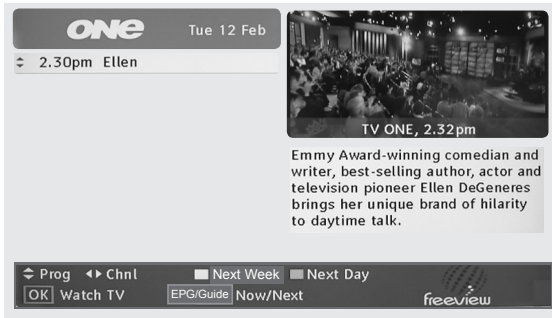 ONE Tue 12 Feb
2.30pm Ellen
TV ONE, 2.32pm
Emmy Award-winning comedian and
writer, best-selling author, actor and
television pioneer Ellen DeGeneres
brings her unique brand of hilarity
to daytime talk.
Prog Chnl Next Week Next Day
OK Watch TV EPG/Guide Now/Next
freeview